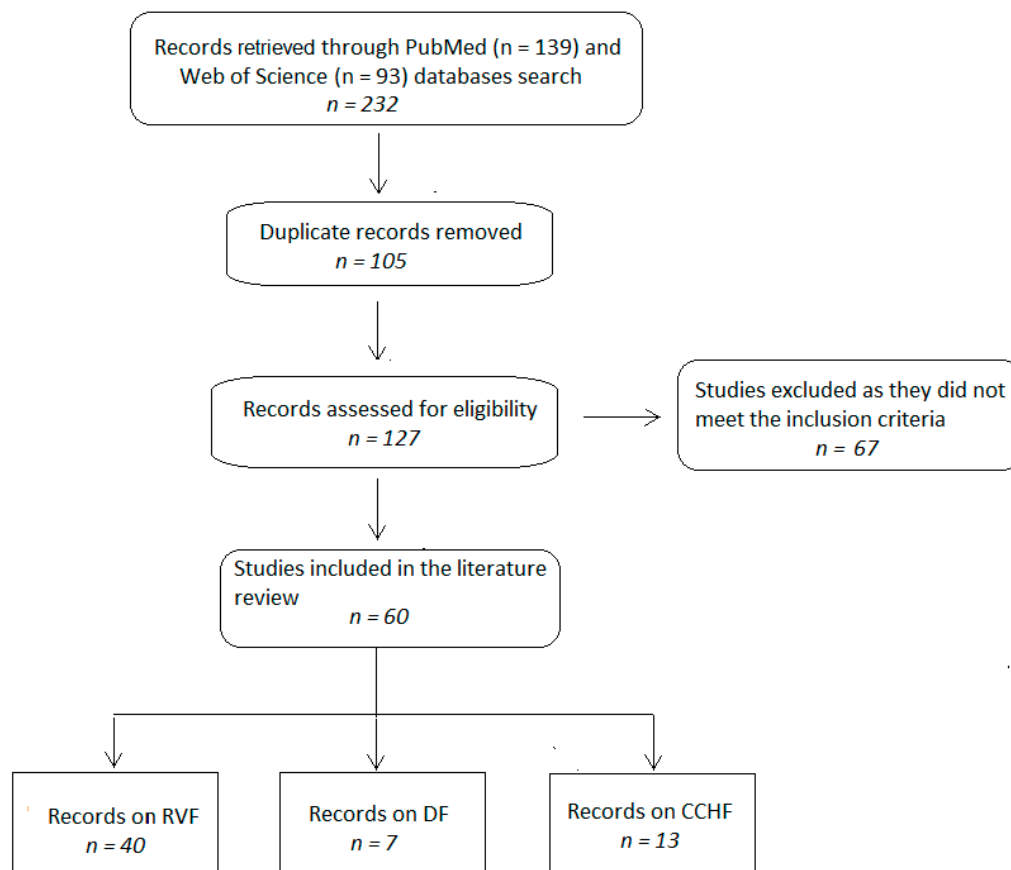 Records retrieved through PubMed (n = 139) and
Web of Science (n = 93) databases search
n = 232
Duplicate records removed
n = 105
Records assessed for eligibility
n = 127
Studies excluded as they did not
meet the inclusion criteria
n = 67
Studies included in the literature
review
n = 60
Records on RVF
n = 40
Records on DF
n = 7
Records on CCHF
n = 13